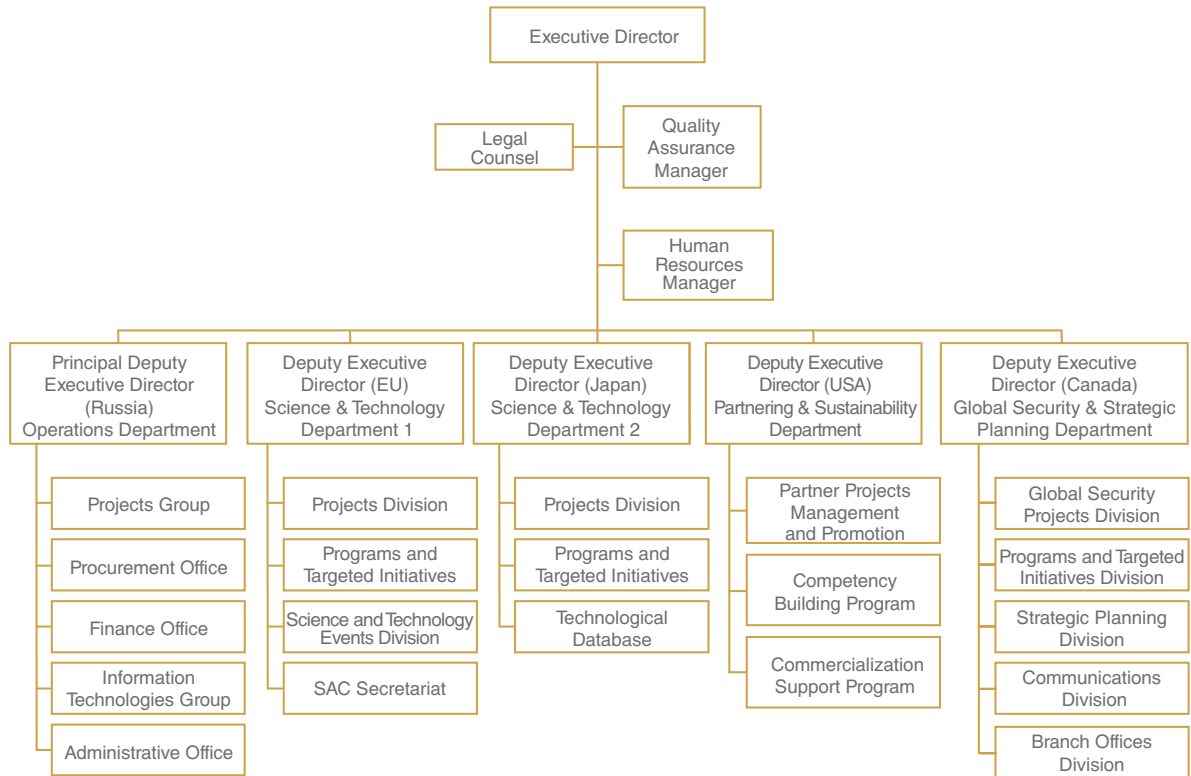 Executive Director
Legal
Counsel
Quality
Assurance
Manager
Human
Resources
Manager
Principal Deputy
Executive Director
(Russia)
Operations Department
Deputy Executive
Director (EU)
Science & Technology
Department 1
Deputy Executive
Director (Japan)
Science & Technology
Department 2
Deputy Executive
Director (USA)
Partnering & Sustainability
Department
Deputy Executive
Director (Canada)
Global Security & Strategic
Planning Department
Projects Group
Procurement Office
Finance Office
Information
Technologies Group
Administrative Office
Projects Division
Programs and
Targeted Initiatives
Science and Technology
Events Division
SAC Secretariat
Projects Division
Programs and
Targeted Initiatives
Technological
Database
Partner Projects
Management
and Promotion
Competency
Building Program
Commercialization
Support Program
Global Security
Projects Division
Programs and Targeted
Initiatives Division
Strategic Planning
Division
Communications
Division
Branch Offices
Division